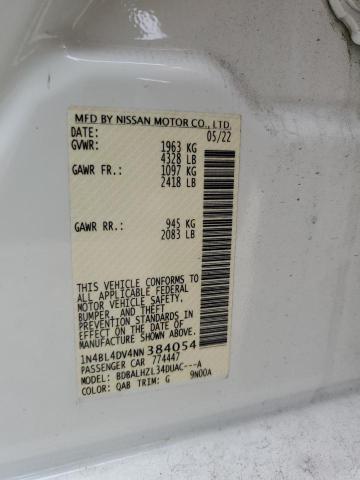 MFD BY NISSAN MOTOR CO., LTD.
DATE: 05/22
GVWR: 1963 KG
4328 LB
GAWR FR.: 1097 KG
2418 LB
GAWR RR.: 945 KG
2083 LB
THIS VEHICLE CONFORMS TO
ALL APPLICABLE FEDERAL
MOTOR VEHICLE SAFETY,
BUMPER, AND THEFT
PREVENTION STANDARDS IN
EFFECT ON THE DATE OF
MANUFACTURE SHOWN ABOVE.
1N4BL4DV4NN384054
PASSENGER CAR 774447
MODEL: BDBALHZL34DUAC---A
COLOR: QAB TRIM: G 9N00A